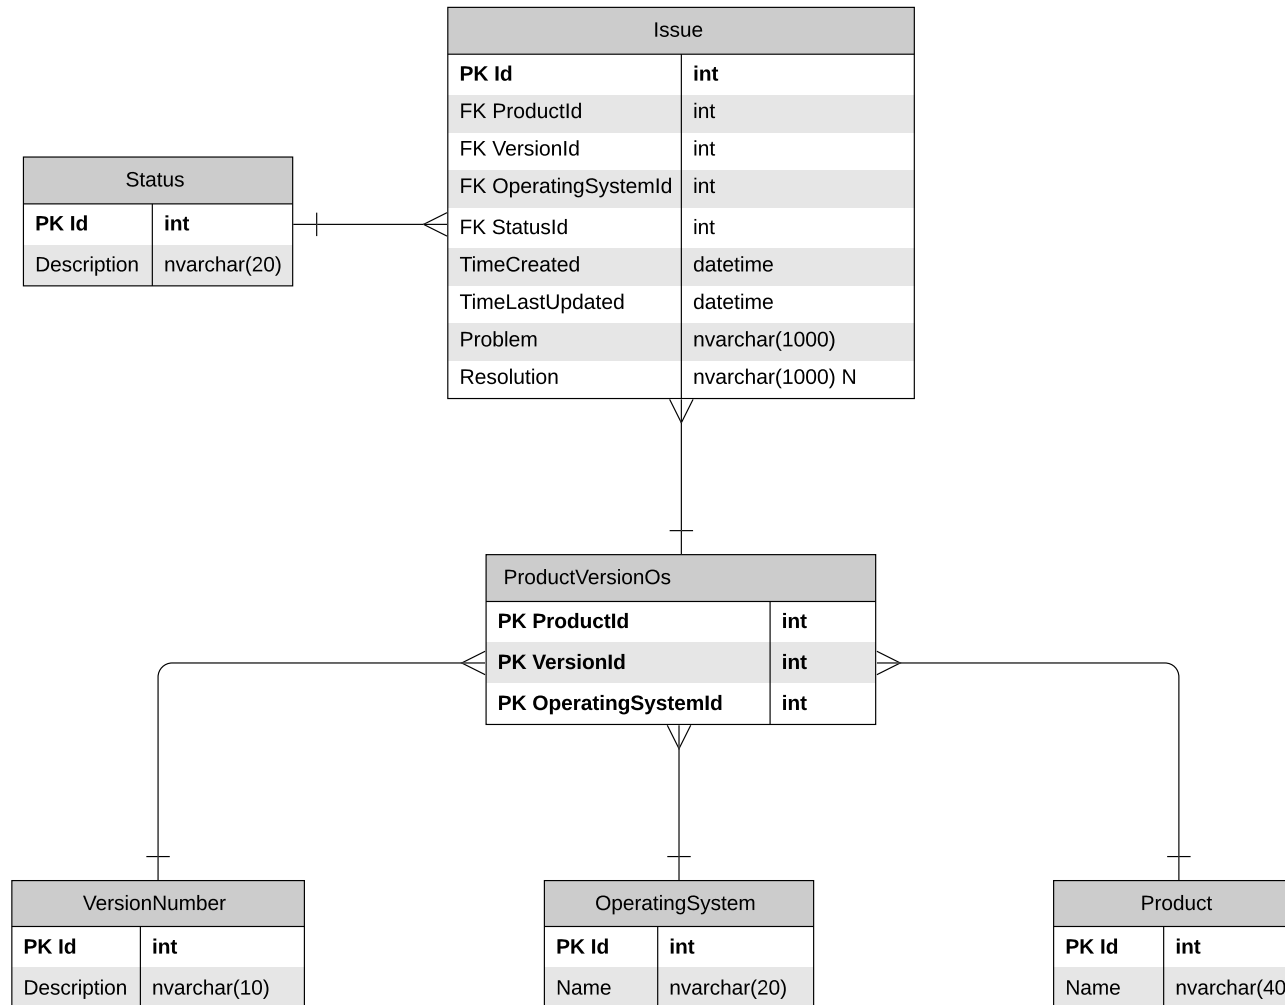 Issue
PK Id int
FK ProductId int
FK VersionId int
FK OperatingSystemId int
FK StatusId int
TimeCreated datetime
TimeLastUpdated datetime
Problem nvarchar(1000)
Resolution nvarchar(1000) N
Status
PK Id int
Description nvarchar(20)
ProductVersionOs
PK ProductId int
PK VersionId int
PK OperatingSystemId int
VersionNumber
PK Id int
Description nvarchar(10)
OperatingSystem
PK Id int
Name nvarchar(20)
Product
PK Id int
Name nvarchar(40